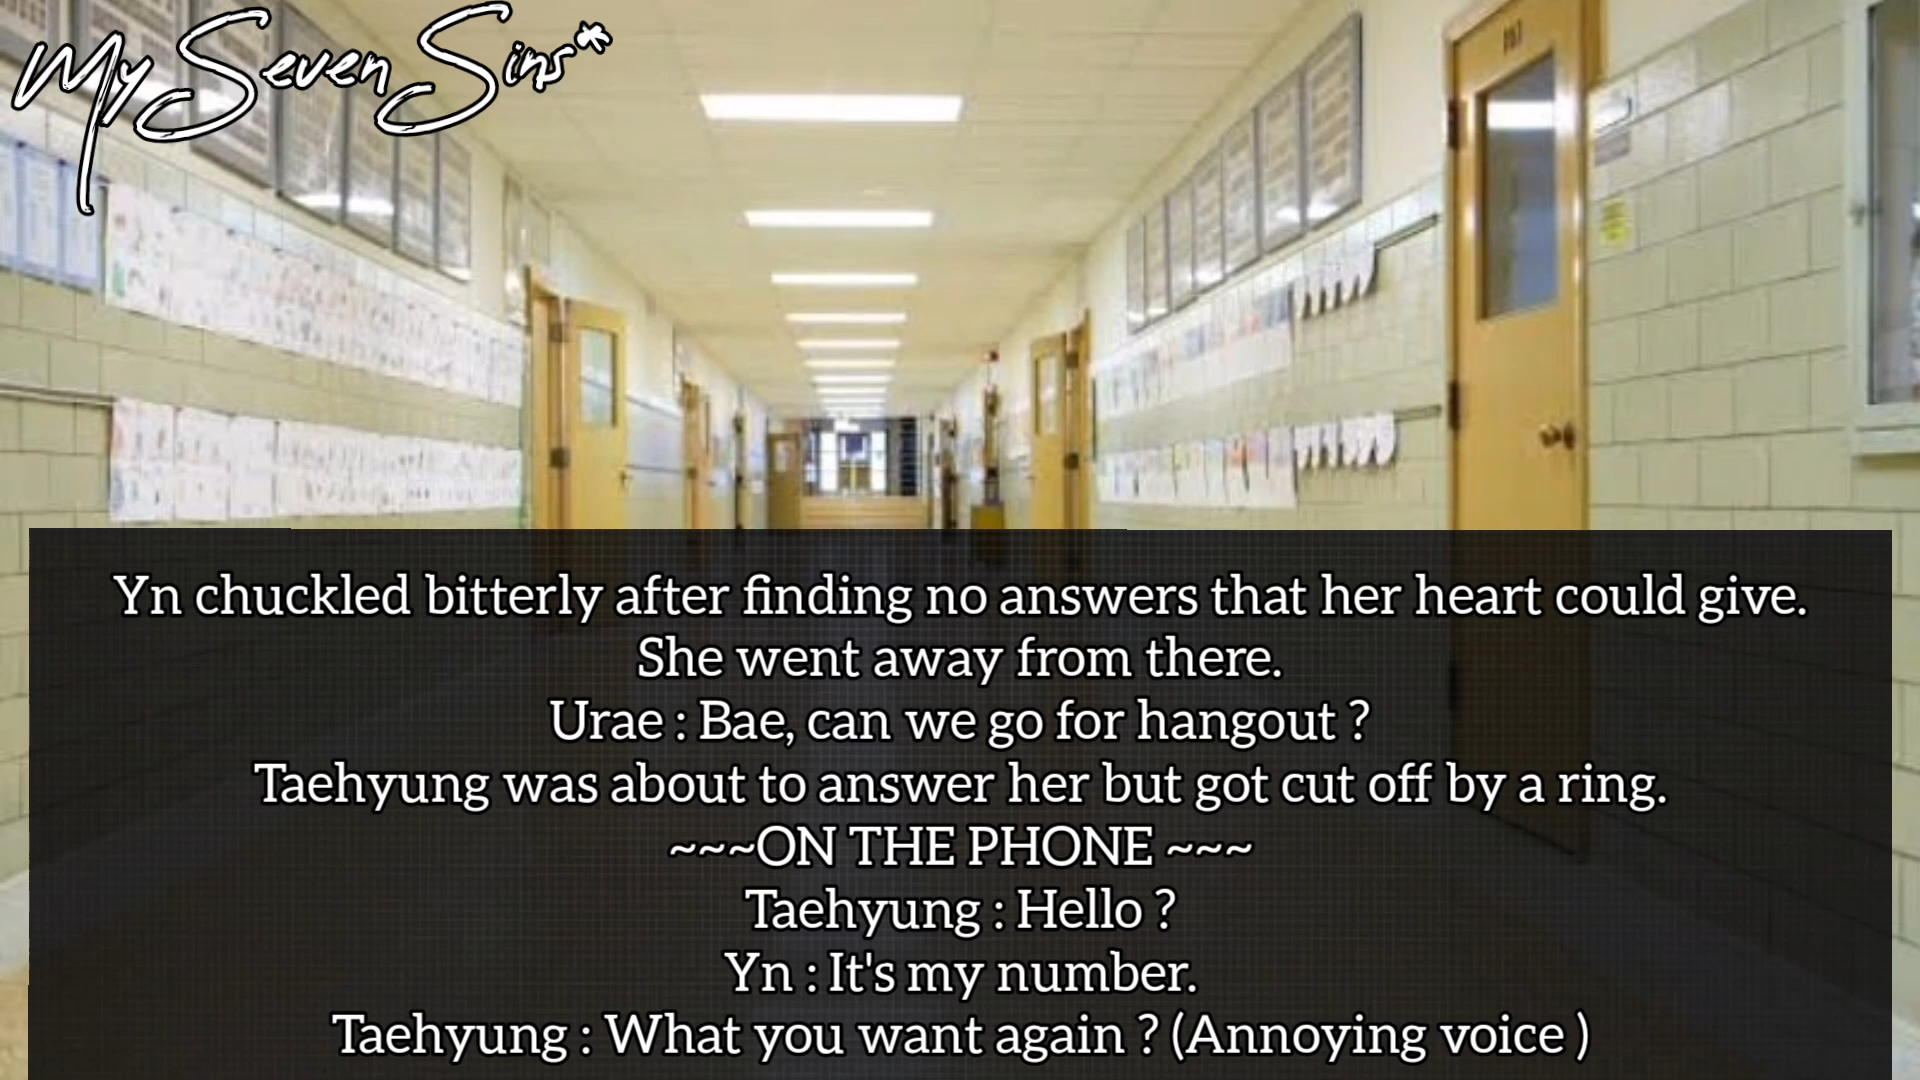 My Seven Sins*
Yn chuckled bitterly after finding no answers that her heart could give.
She went away from there.
Urae : Bae, can we go for hangout ?
Taehyung was about to answer her but got cut off by a ring.
~~~ON THE PHONE ~~~
Taehyung : Hello ?
Yn : It's my number.
Taehyung : What you want again ? (Annoying voice )